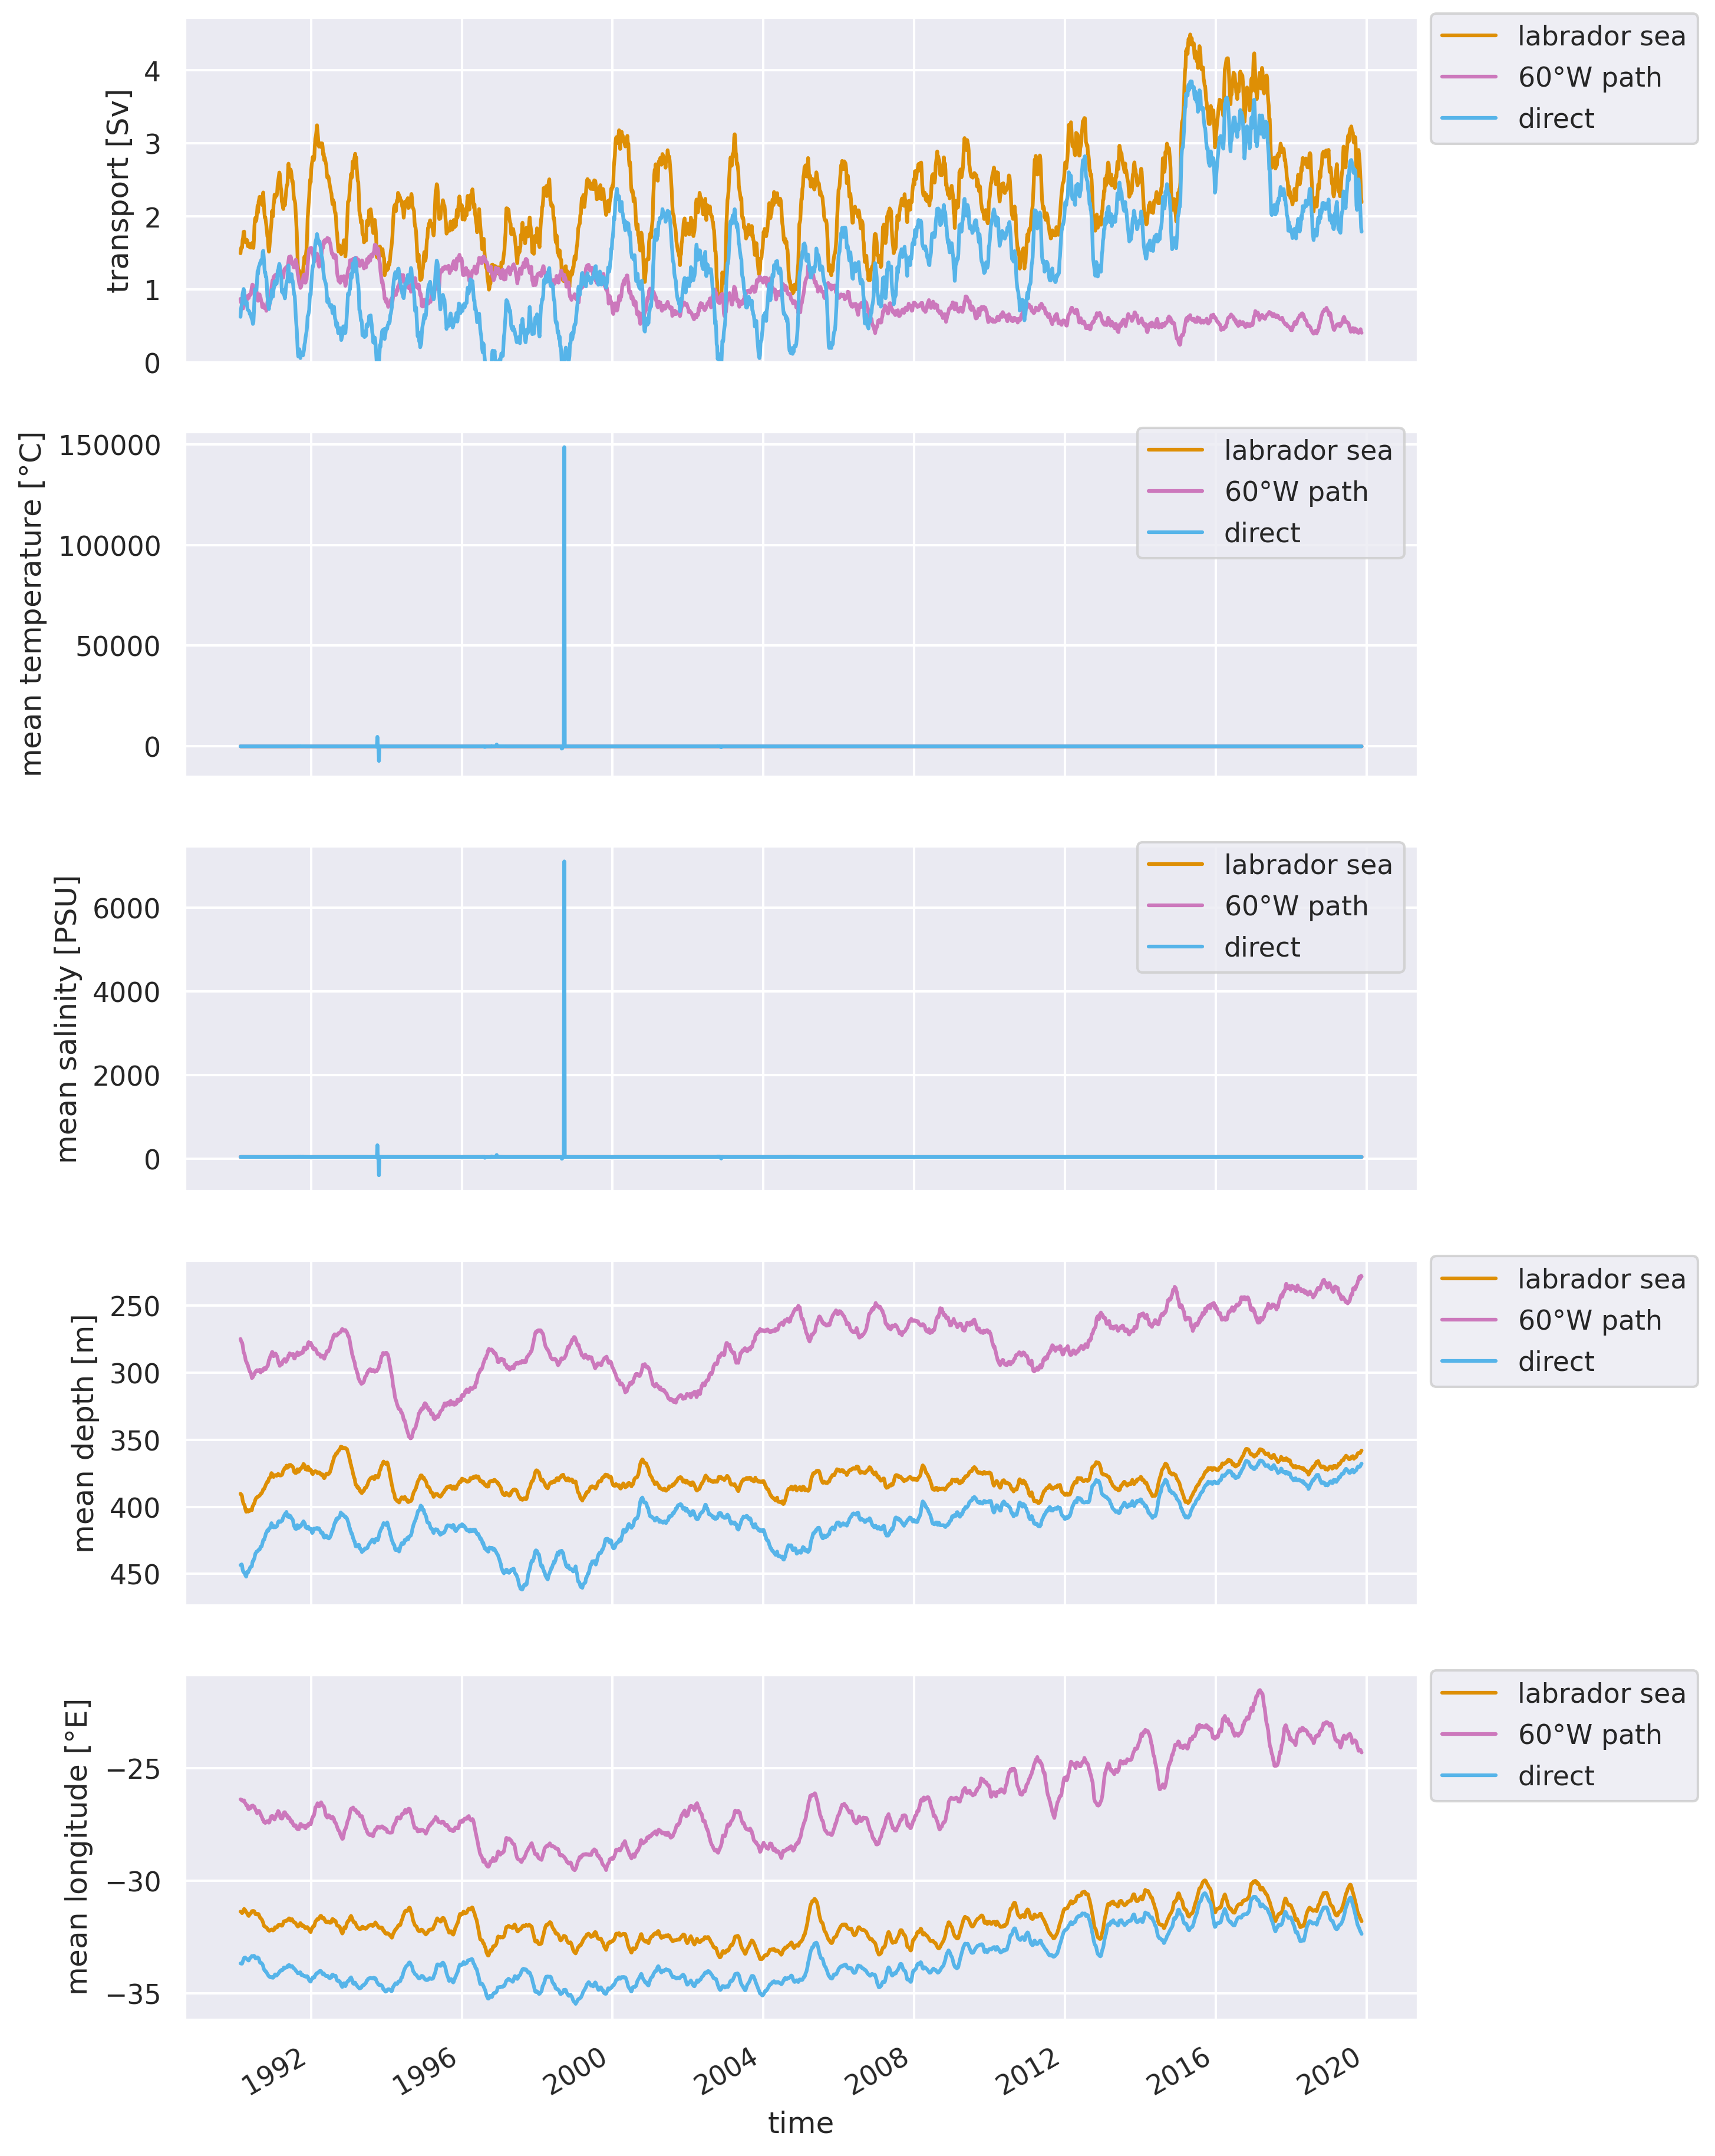 transport [Sv]
4
3
2
1
0
labrador sea
60°W path
direct
mean temperature [°C]
150000
100000
50000
0
labrador sea
60°W path
direct
mean salinity [PSU]
6000
4000
2000
0
labrador sea
60°W path
direct
mean depth [m]
250
300
350
400
450
labrador sea
60°W path
direct
mean longitude [°E]
−25
−30
−35
labrador sea
60°W path
direct
1992 1996 2000 2004 2008 2012 2016 2020
time